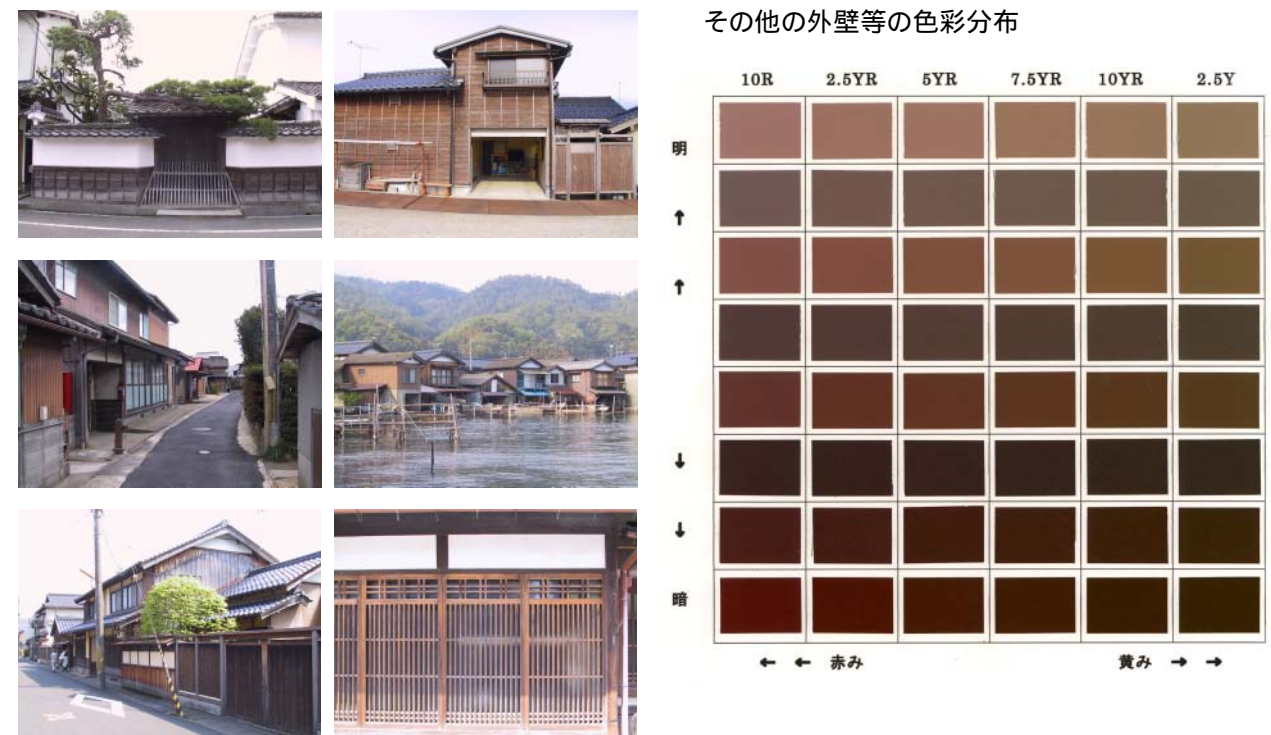 その他の外壁等の色彩分布
10R 2.5YR 5YR 7.5YR 10YR 2.5Y
明
↑
↑
↓
↓
暗
← ← 赤み 黄み → →